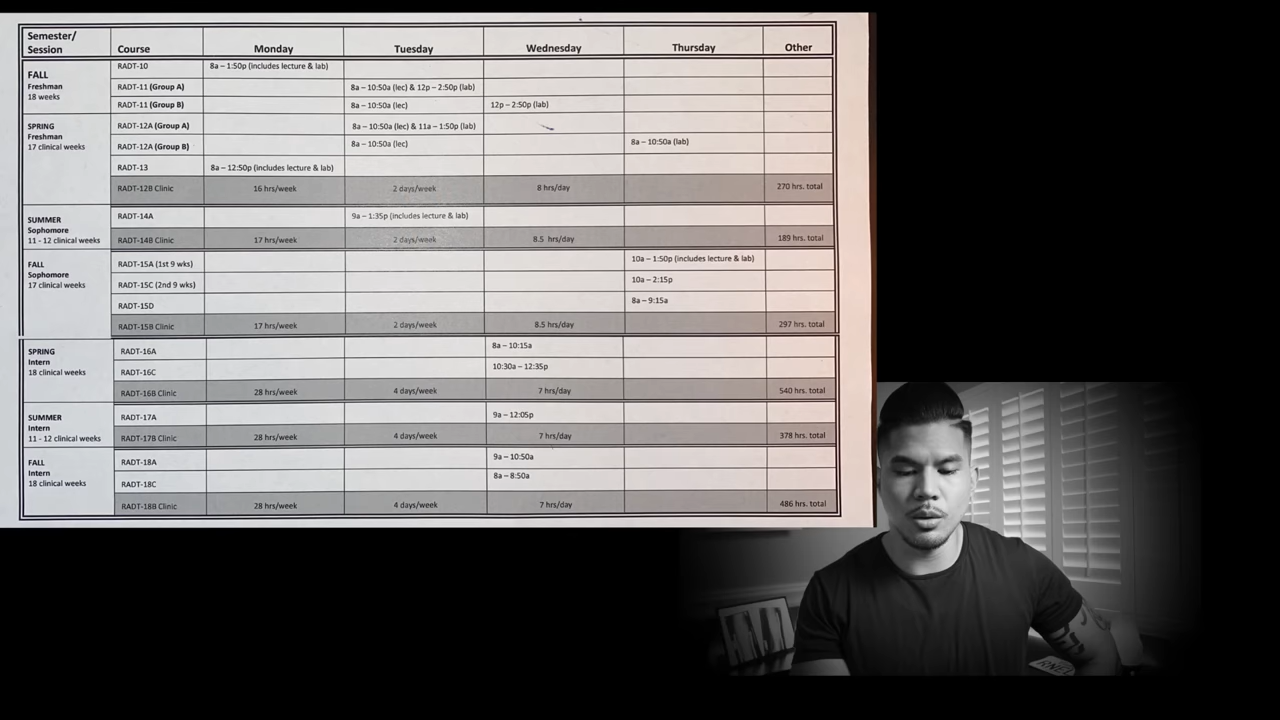 Semester/
Session Course Monday Tuesday Wednesday Thursday Other
FALL
Freshman
18 weeks
RADT-10 8a – 1:50p (includes lecture & lab)
RADT-11 (Group A) 8a – 10:50a (lec) & 12p – 2:50p (lab)
RADT-11 (Group B) 8a – 10:50a (lec) 12p – 2:50p (lab)
SPRING
Freshman
17 clinical weeks
RADT-12A (Group A) 8a – 10:50a (lec) & 11a – 1:50p (lab)
RADT-12A (Group B) 8a – 10:50a (lec) 8a – 10:50a (lab)
RADT-13 8a – 12:50p (includes lecture & lab)
RADT-12B Clinic 16 hrs/week 2 days/week 8 hrs/day 270 hrs. total
SUMMER
Sophomore
11 - 12 clinical weeks
RADT-14A 9a – 1:35p (includes lecture & lab)
RADT-14B Clinic 17 hrs/week 2 days/week 8.5 hrs/day 189 hrs. total
FALL
Sophomore
17 clinical weeks
RADT-15A (1st 9 wks) 10a – 1:50p (includes lecture & lab)
RADT-15C (2nd 9 wks) 10a – 2:15p
RADT-15D 8a – 9:15a
RADT-15B Clinic 17 hrs/week 2 days/week 8.5 hrs/day 297 hrs. total
SPRING
Intern
18 clinical weeks
RADT-16A 8a – 10:15a
RADT-16C 10:30a – 12:35p
RADT-16B Clinic 28 hrs/week 4 days/week 7 hrs/day 540 hrs. total
SUMMER
Intern
11 - 12 clinical weeks
RADT-17A 9a – 12:05p
RADT-17B Clinic 28 hrs/week 4 days/week 7 hrs/day 378 hrs. total
FALL
Intern
18 clinical weeks
RADT-18A 9a – 10:50a
RADT-18C 8a – 8:50a
RADT-18B Clinic 28 hrs/week 4 days/week 7 hrs/day 486 hrs. total